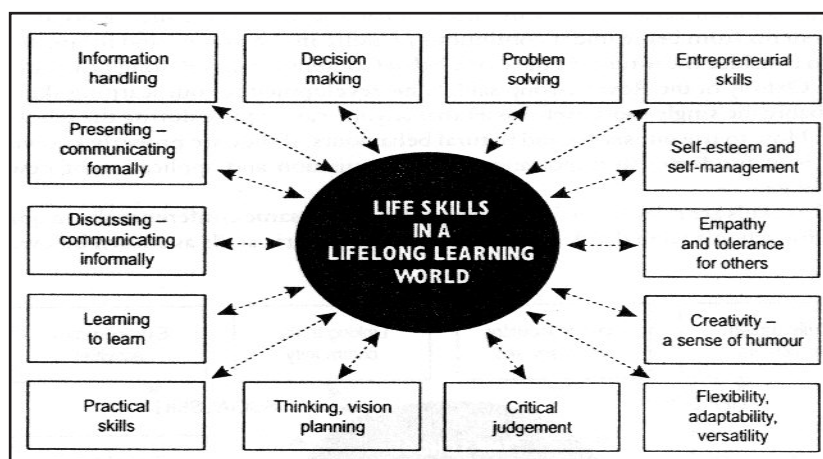 Information
handling
Decision
making
Problem
solving
Entrepreneurial
skills
Presenting –
communicating
formally
Self-esteem and
self-management
Discussing –
communicating
informally
LIFE SKILLS
IN A
LIFELONG LEARNING
WORLD
Empathy
and tolerance
for others
Learning
to learn
Creativity –
a sense of humour
Practical
skills
Thinking, vision
planning
Critical
judgement
Flexibility,
adaptability,
versatility